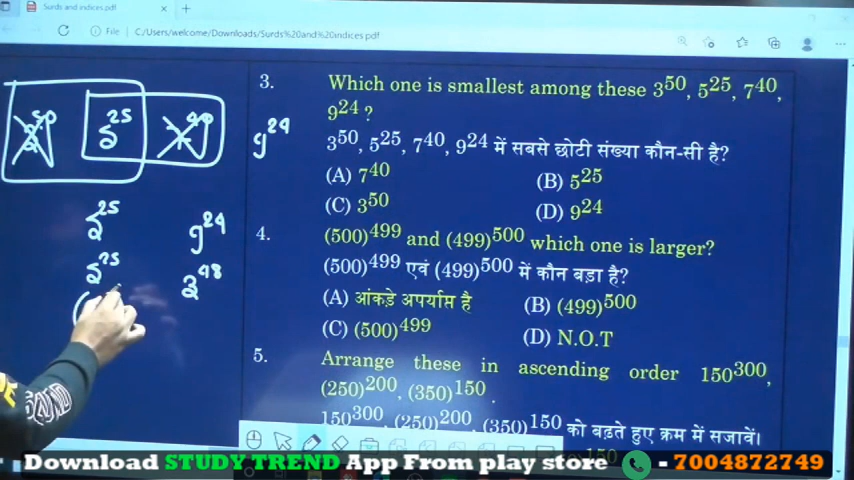 Surds and indices.pdf
File | C:/Users/welcome/Downloads/Surds%20and%20indices.pdf
3. Which one is smallest among these 3^50, 5^25, 7^40,
9^24 ?
3^50, 5^25, 7^40, 9^24 में सबसे छोटी संख्या कौन-सी है?
(A) 7^40 (B) 5^25
(C) 3^50 (D) 9^24
4. (500)^499 and (499)^500 which one is larger?
(500)^499 एवं (499)^500 में कौन बड़ा है?
(A) आंकड़े अपर्याप्त है (B) (499)^500
(C) (500)^499 (D) N.O.T
5. Arrange these in ascending order 150^300,
(250)^200, (350)^150 .
150^300, (250)^200, (350)^150 को बढ़ते हुए क्रम में सजावें।
5^25
9^24
5^25 9^24
5^25 3^48
Download STUDY TREND App From play store - 7004872749